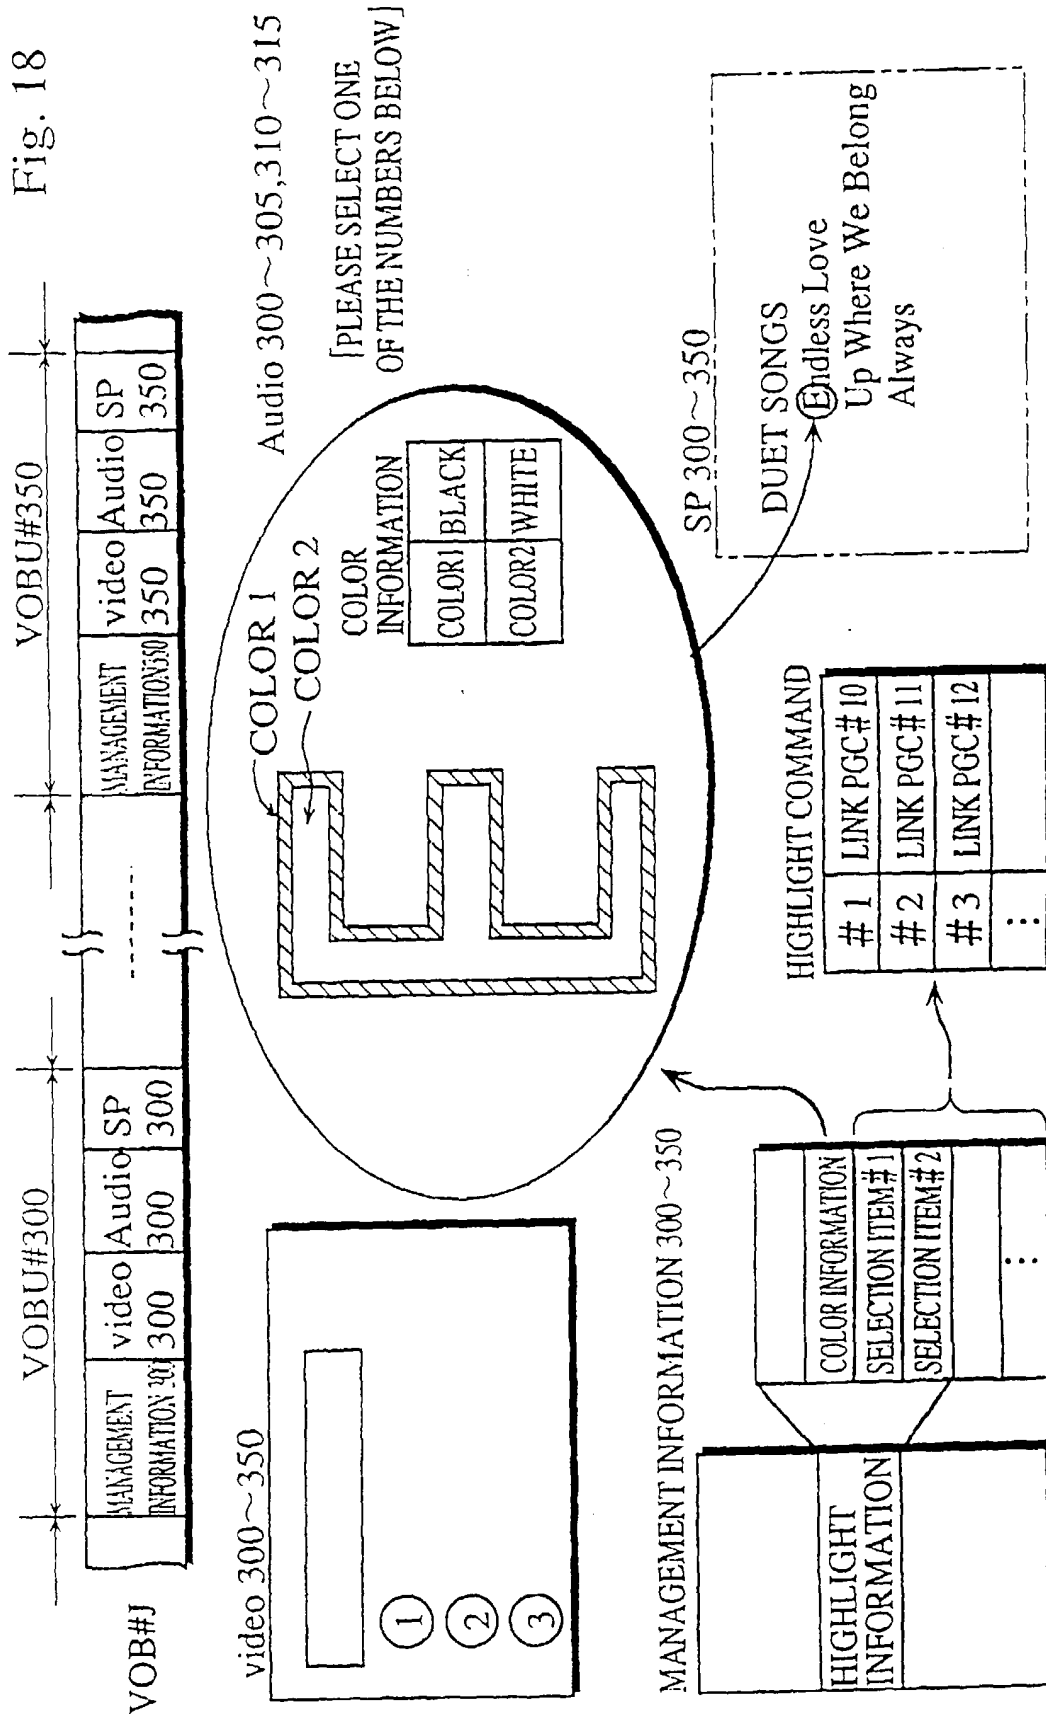 Fig. 18
VOBU#300
VOBU#350
VOB#J
MANAGEMENT
INFORMATION 300
video
300
Audio
300
SP
300
MANAGEMENT
INFORMATION350
video
350
Audio
350
SP
350
video 300~350
1
2
3
COLOR 1
COLOR 2
COLOR
INFORMATION
COLOR1 BLACK
COLOR2 WHITE
Audio 300~305,310~315
[PLEASE SELECT ONE
OF THE NUMBERS BELOW]
MANAGEMENT INFORMATION 300~350
HIGHLIGHT
INFORMATION
COLOR INFORMATION
SELECTION ITEM#1
SELECTION ITEM#2
⋮
HIGHLIGHT COMMAND
#1 LINK PGC#10
#2 LINK PGC#11
#3 LINK PGC#12
⋮
SP 300~350
DUET SONGS
Endless Love
Up Where We Belong
Always